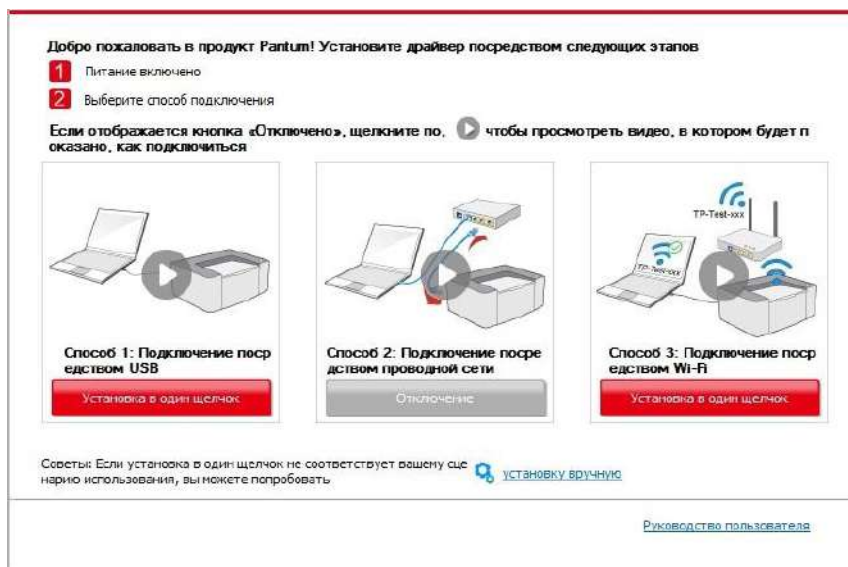 Добро пожаловать в продукт Pantum! Установите драйвер посредством следующих этапов
1 Питание включено
2 Выберите способ подключения
Если отображается кнопка «Отключено», щелкните по, чтобы просмотреть видео, в котором будет п
оказано, как подключиться
TP-Test-xxx
TP-Test-xxx
Способ 1: Подключение поср
едством USB
Установка в один щелчок
Способ 2: Подключение посре
дством проводной сети
Отключение
Способ 3: Подключение поср
едством Wi-Fi
Установка в один щелчок
Советы: Если установка в один щелчок не соответствует вашему сце
нарию использования, вы можете попробовать
установку вручную
Руководство пользователя